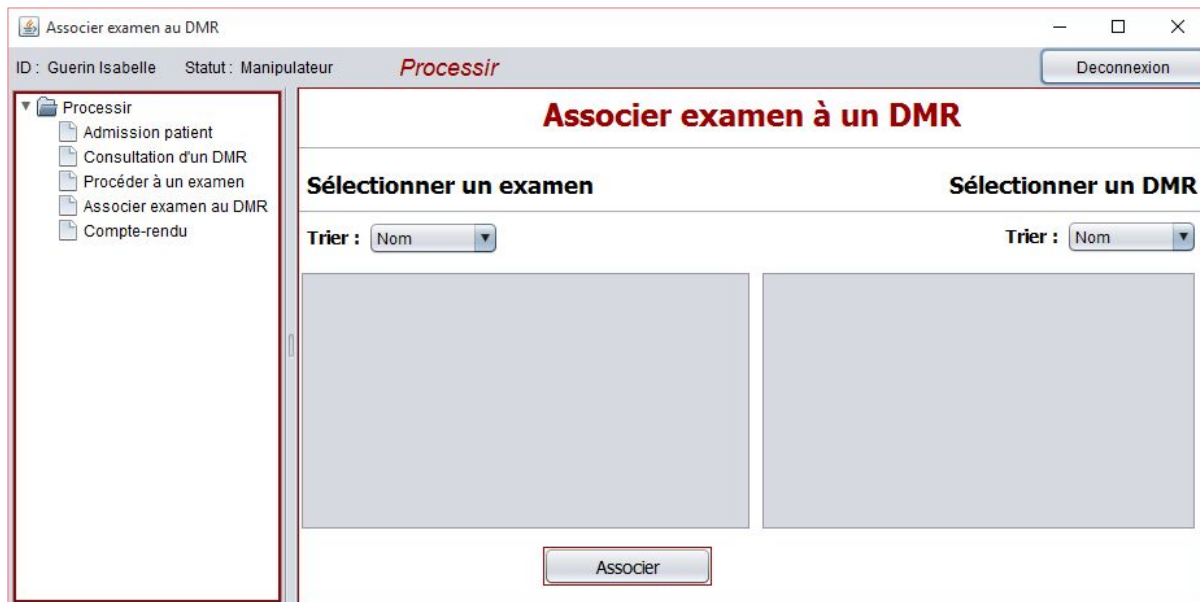 Associer examen au DMR
ID : Guerin Isabelle Statut : Manipulateur Processir Deconnexion
Processir
Admission patient
Consultation d'un DMR
Procéder à un examen
Associer examen au DMR
Compte-rendu
Associer examen à un DMR
Sélectionner un examen Sélectionner un DMR
Trier : Nom Trier : Nom
Associer